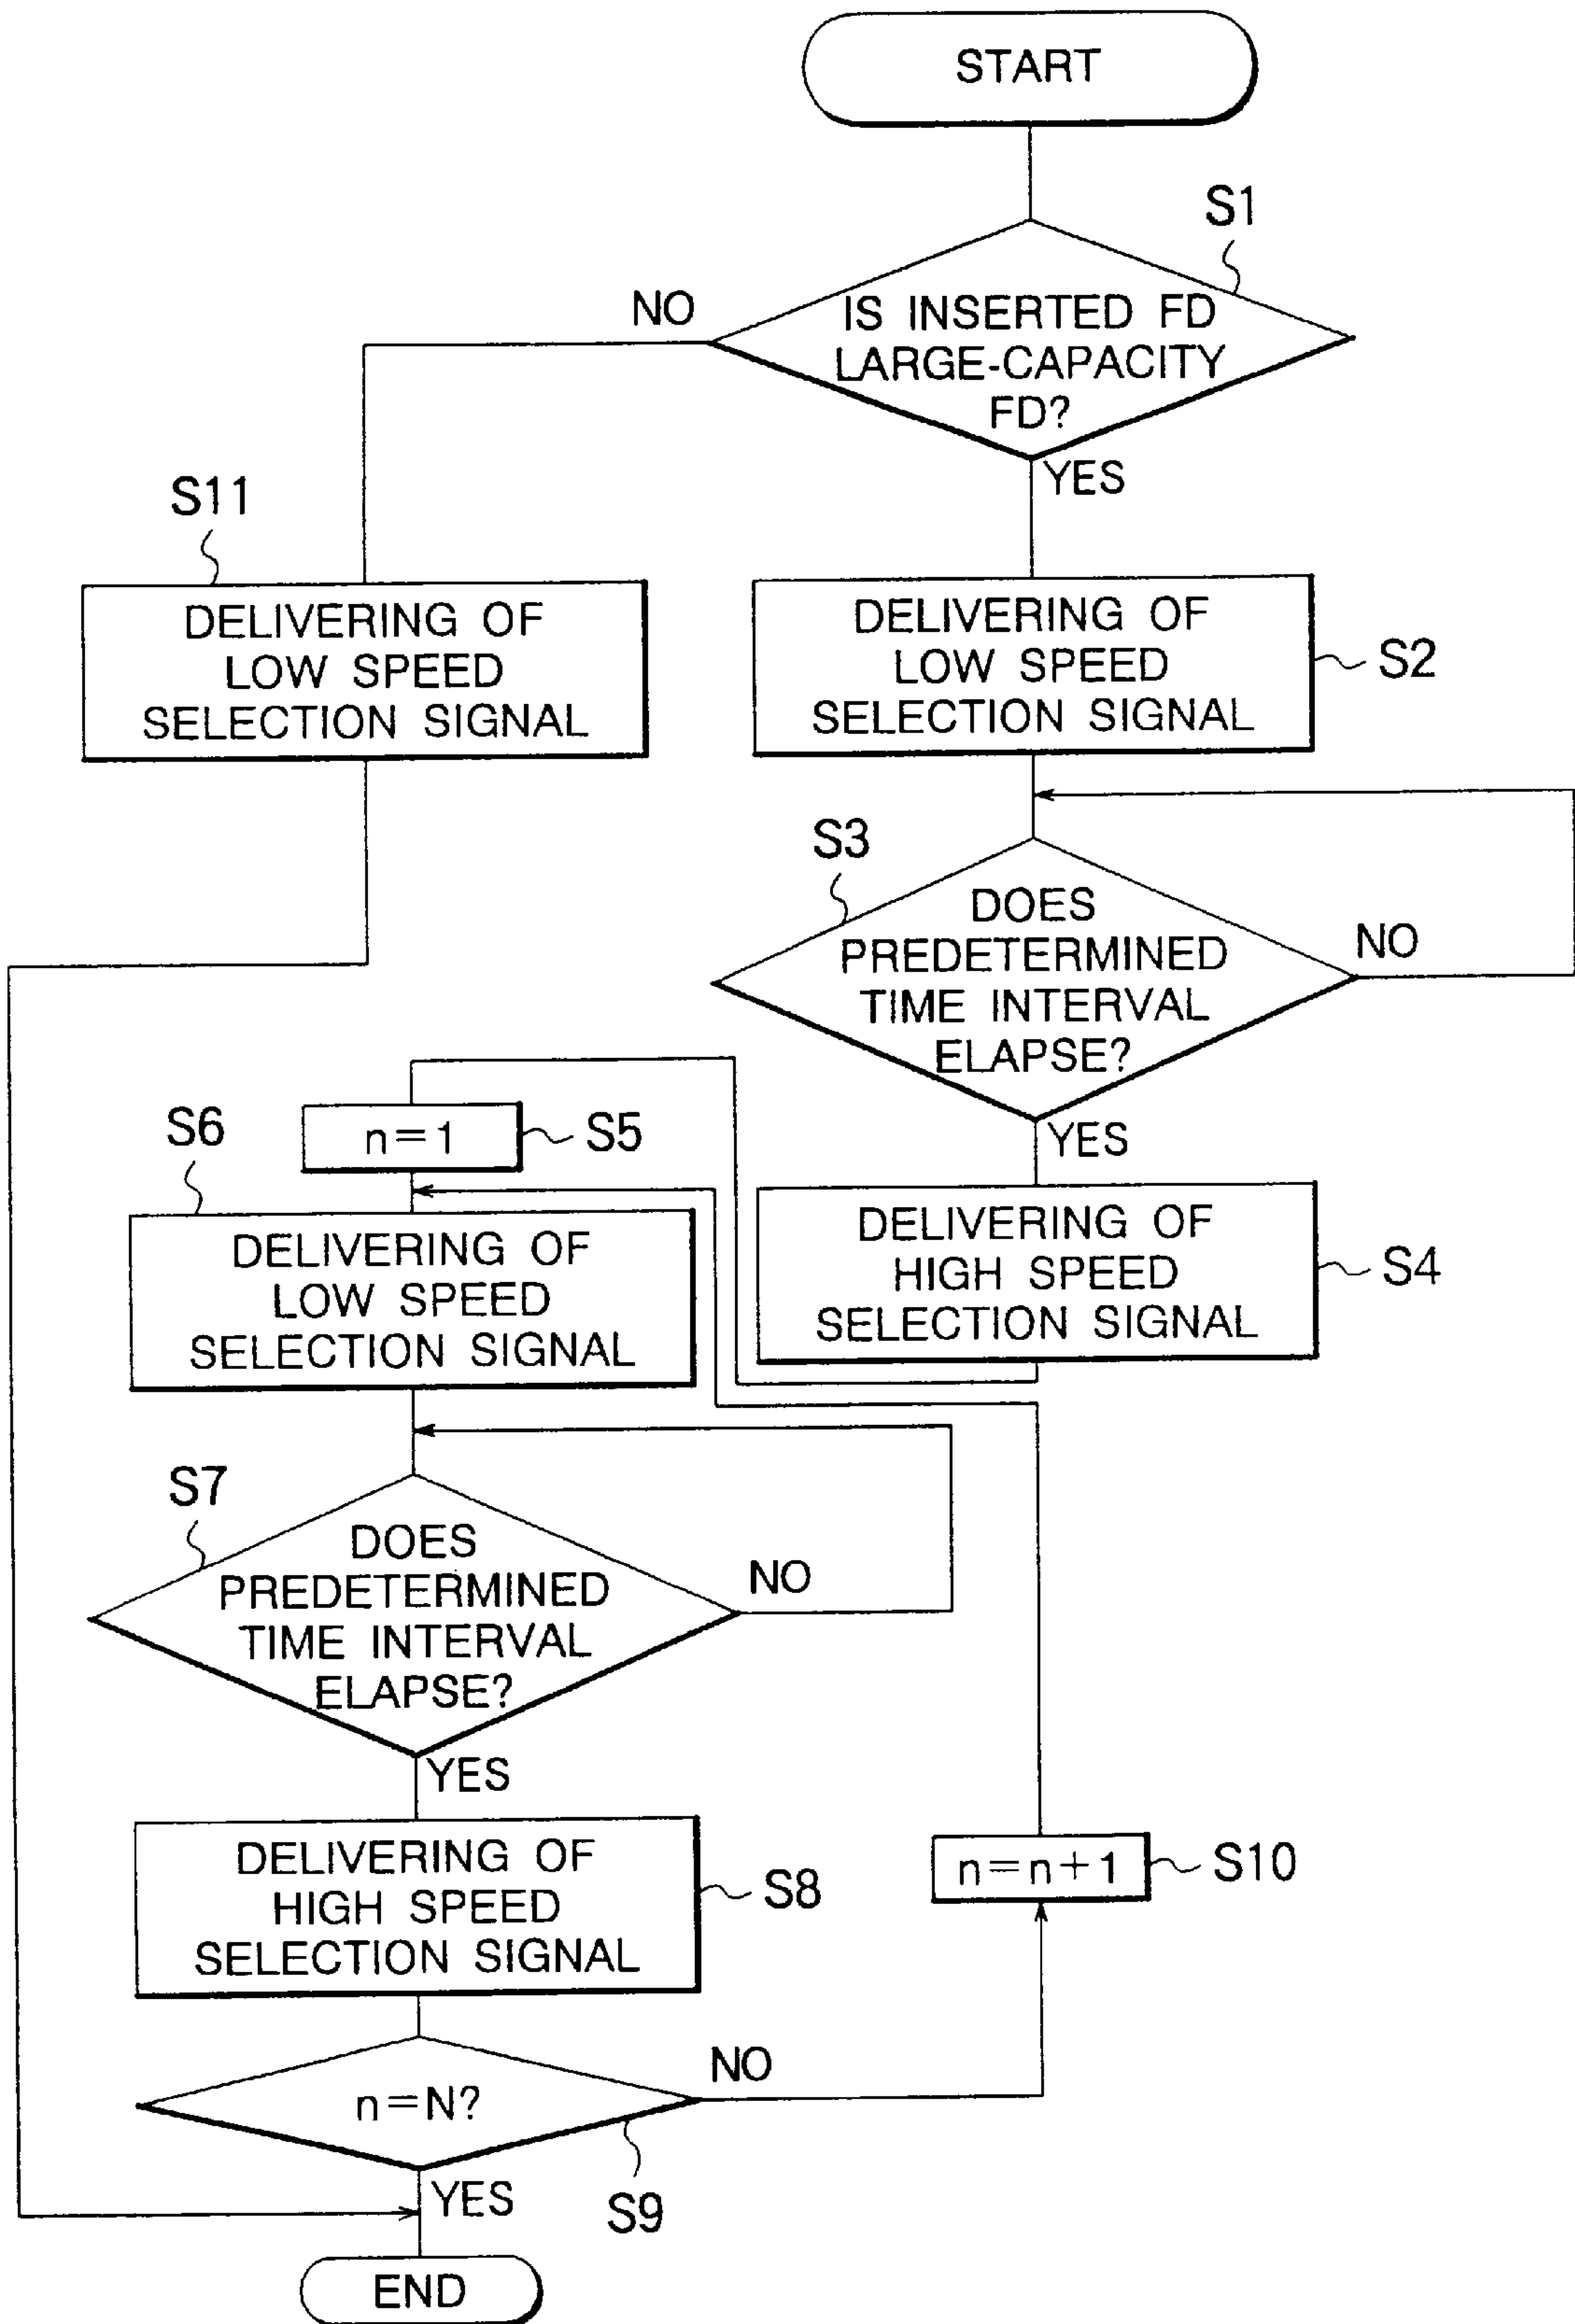 START
S1
NO
IS INSERTED FD
LARGE-CAPACITY
FD?
YES
S11
DELIVERING OF
LOW SPEED
SELECTION SIGNAL
DELIVERING OF
LOW SPEED
SELECTION SIGNAL
S2
S3
DOES
PREDETERMINED
TIME INTERVAL
ELAPSE?
NO
YES
n=1
S5
S6
DELIVERING OF
LOW SPEED
SELECTION SIGNAL
DELIVERING OF
HIGH SPEED
SELECTION SIGNAL
S4
S7
DOES
PREDETERMINED
TIME INTERVAL
ELAPSE?
NO
YES
DELIVERING OF
HIGH SPEED
SELECTION SIGNAL
S8
n=n+1
S10
n=N?
NO
YES
S9
END